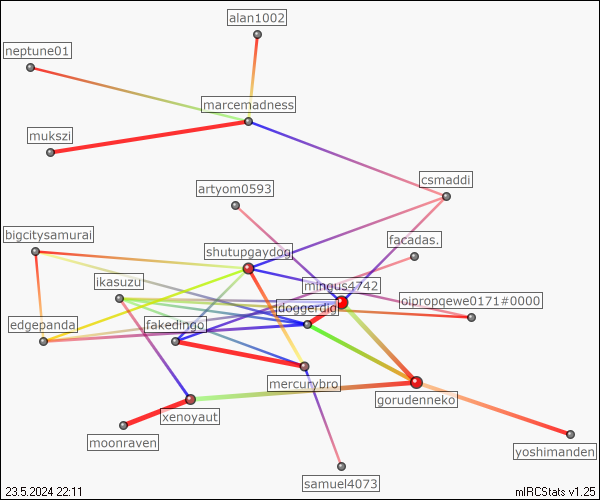 alan1002
neptune01
marcemadness
mukszi
csmaddi
artyom0593
bigcitysamurai
facadas.
shutupgaydog
ikasuzu
mingus4742
oipropqewe0171#0000
doggerdig
edgepanda
fakedingo
mercurybro
gorudenneko
xenoyaut
moonraven
yoshimanden
samuel4073
23.5.2024 22:11
mIRCStats v1.25